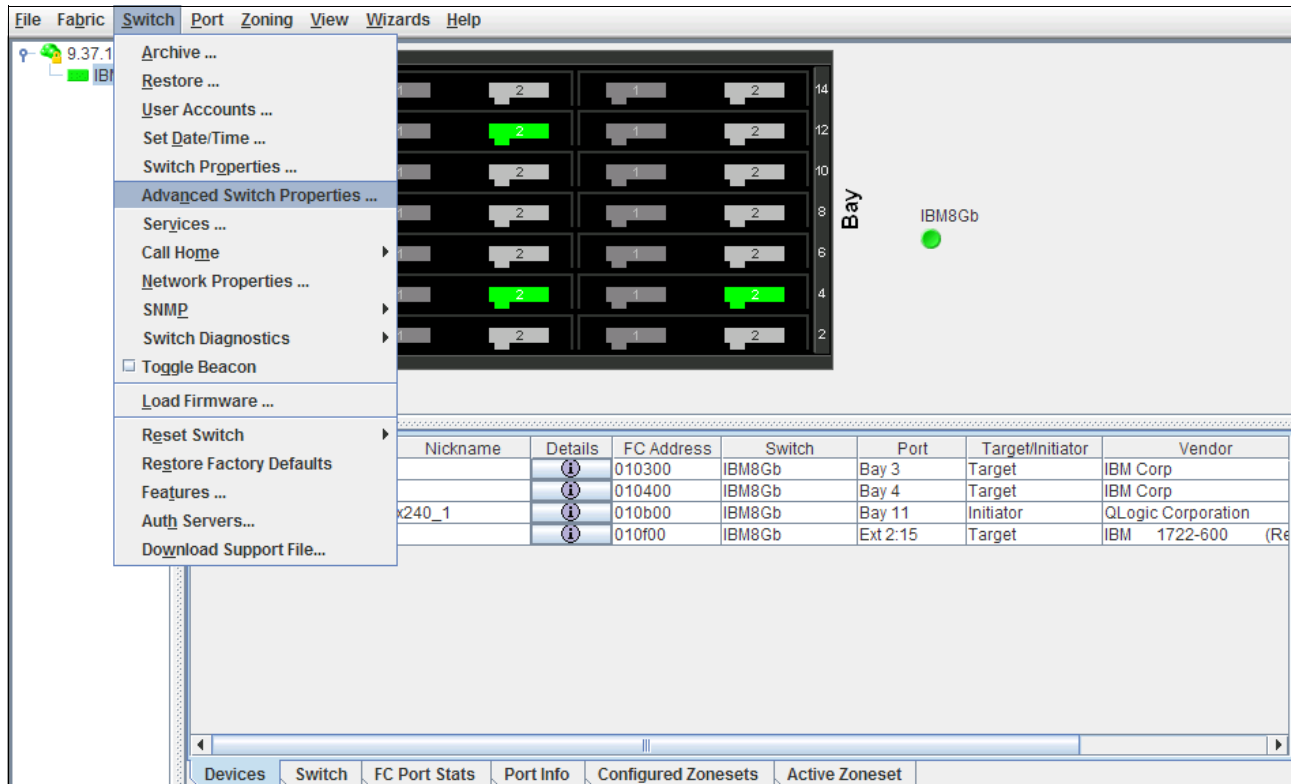 File Fabric Switch Port Zoning View Wizards Help
9.37.1
IBM
Archive ...
Restore ...
User Accounts ...
Set Date/Time ...
Switch Properties ...
Advanced Switch Properties ...
Services ...
Call Home
Network Properties ...
SNMP
Switch Diagnostics
Toggle Beacon
Load Firmware ...
Reset Switch
Restore Factory Defaults
Features ...
Auth Servers...
Download Support File...
1 2 1 2 14
1 2 1 2 12
1 2 1 2 10
1 2 1 2 8
1 2 1 2 6
1 2 1 2 4
1 2 1 2 2
Bay
IBM8Gb
Nickname Details FC Address Switch Port Target/Initiator Vendor
i 010300 IBM8Gb Bay 3 Target IBM Corp
i 010400 IBM8Gb Bay 4 Target IBM Corp
x240_1 i 010b00 IBM8Gb Bay 11 Initiator QLogic Corporation
i 010f00 IBM8Gb Ext 2:15 Target IBM 1722-600 (Re
Devices Switch FC Port Stats Port Info Configured Zonesets Active Zoneset